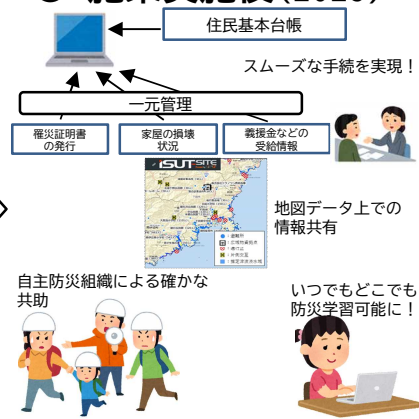 住民基本台帳
スムーズな手続を実現！
一元管理
罹災証明書
の発行
家屋の損壊
状況
義援金などの
受給情報
ISUT SITE
地図データ上での
情報共有
自主防災組織による確かな
共助
いつでもどこでも
防災学習可能に！